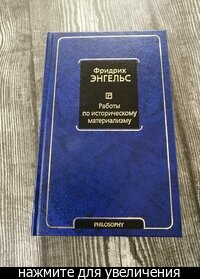 Фридрих
ЭНГЕЛЬС
Работы
по историческому
материализму
PHILOSOPHY
нажмите для увеличения